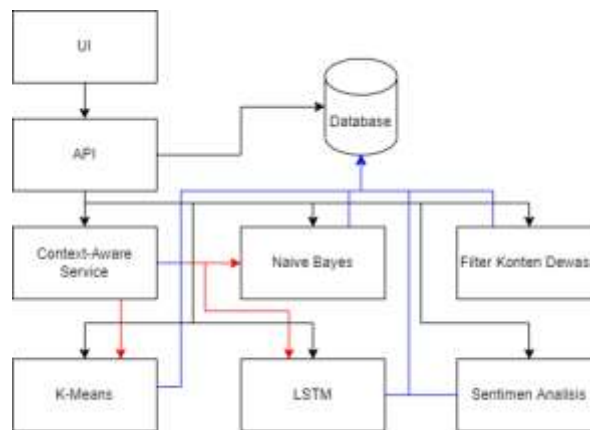 UI
Database
API
Context-Aware
Service
Naive Bayes
Filter Konten Dewas
K-Means
LSTM
Sentimen Analisis